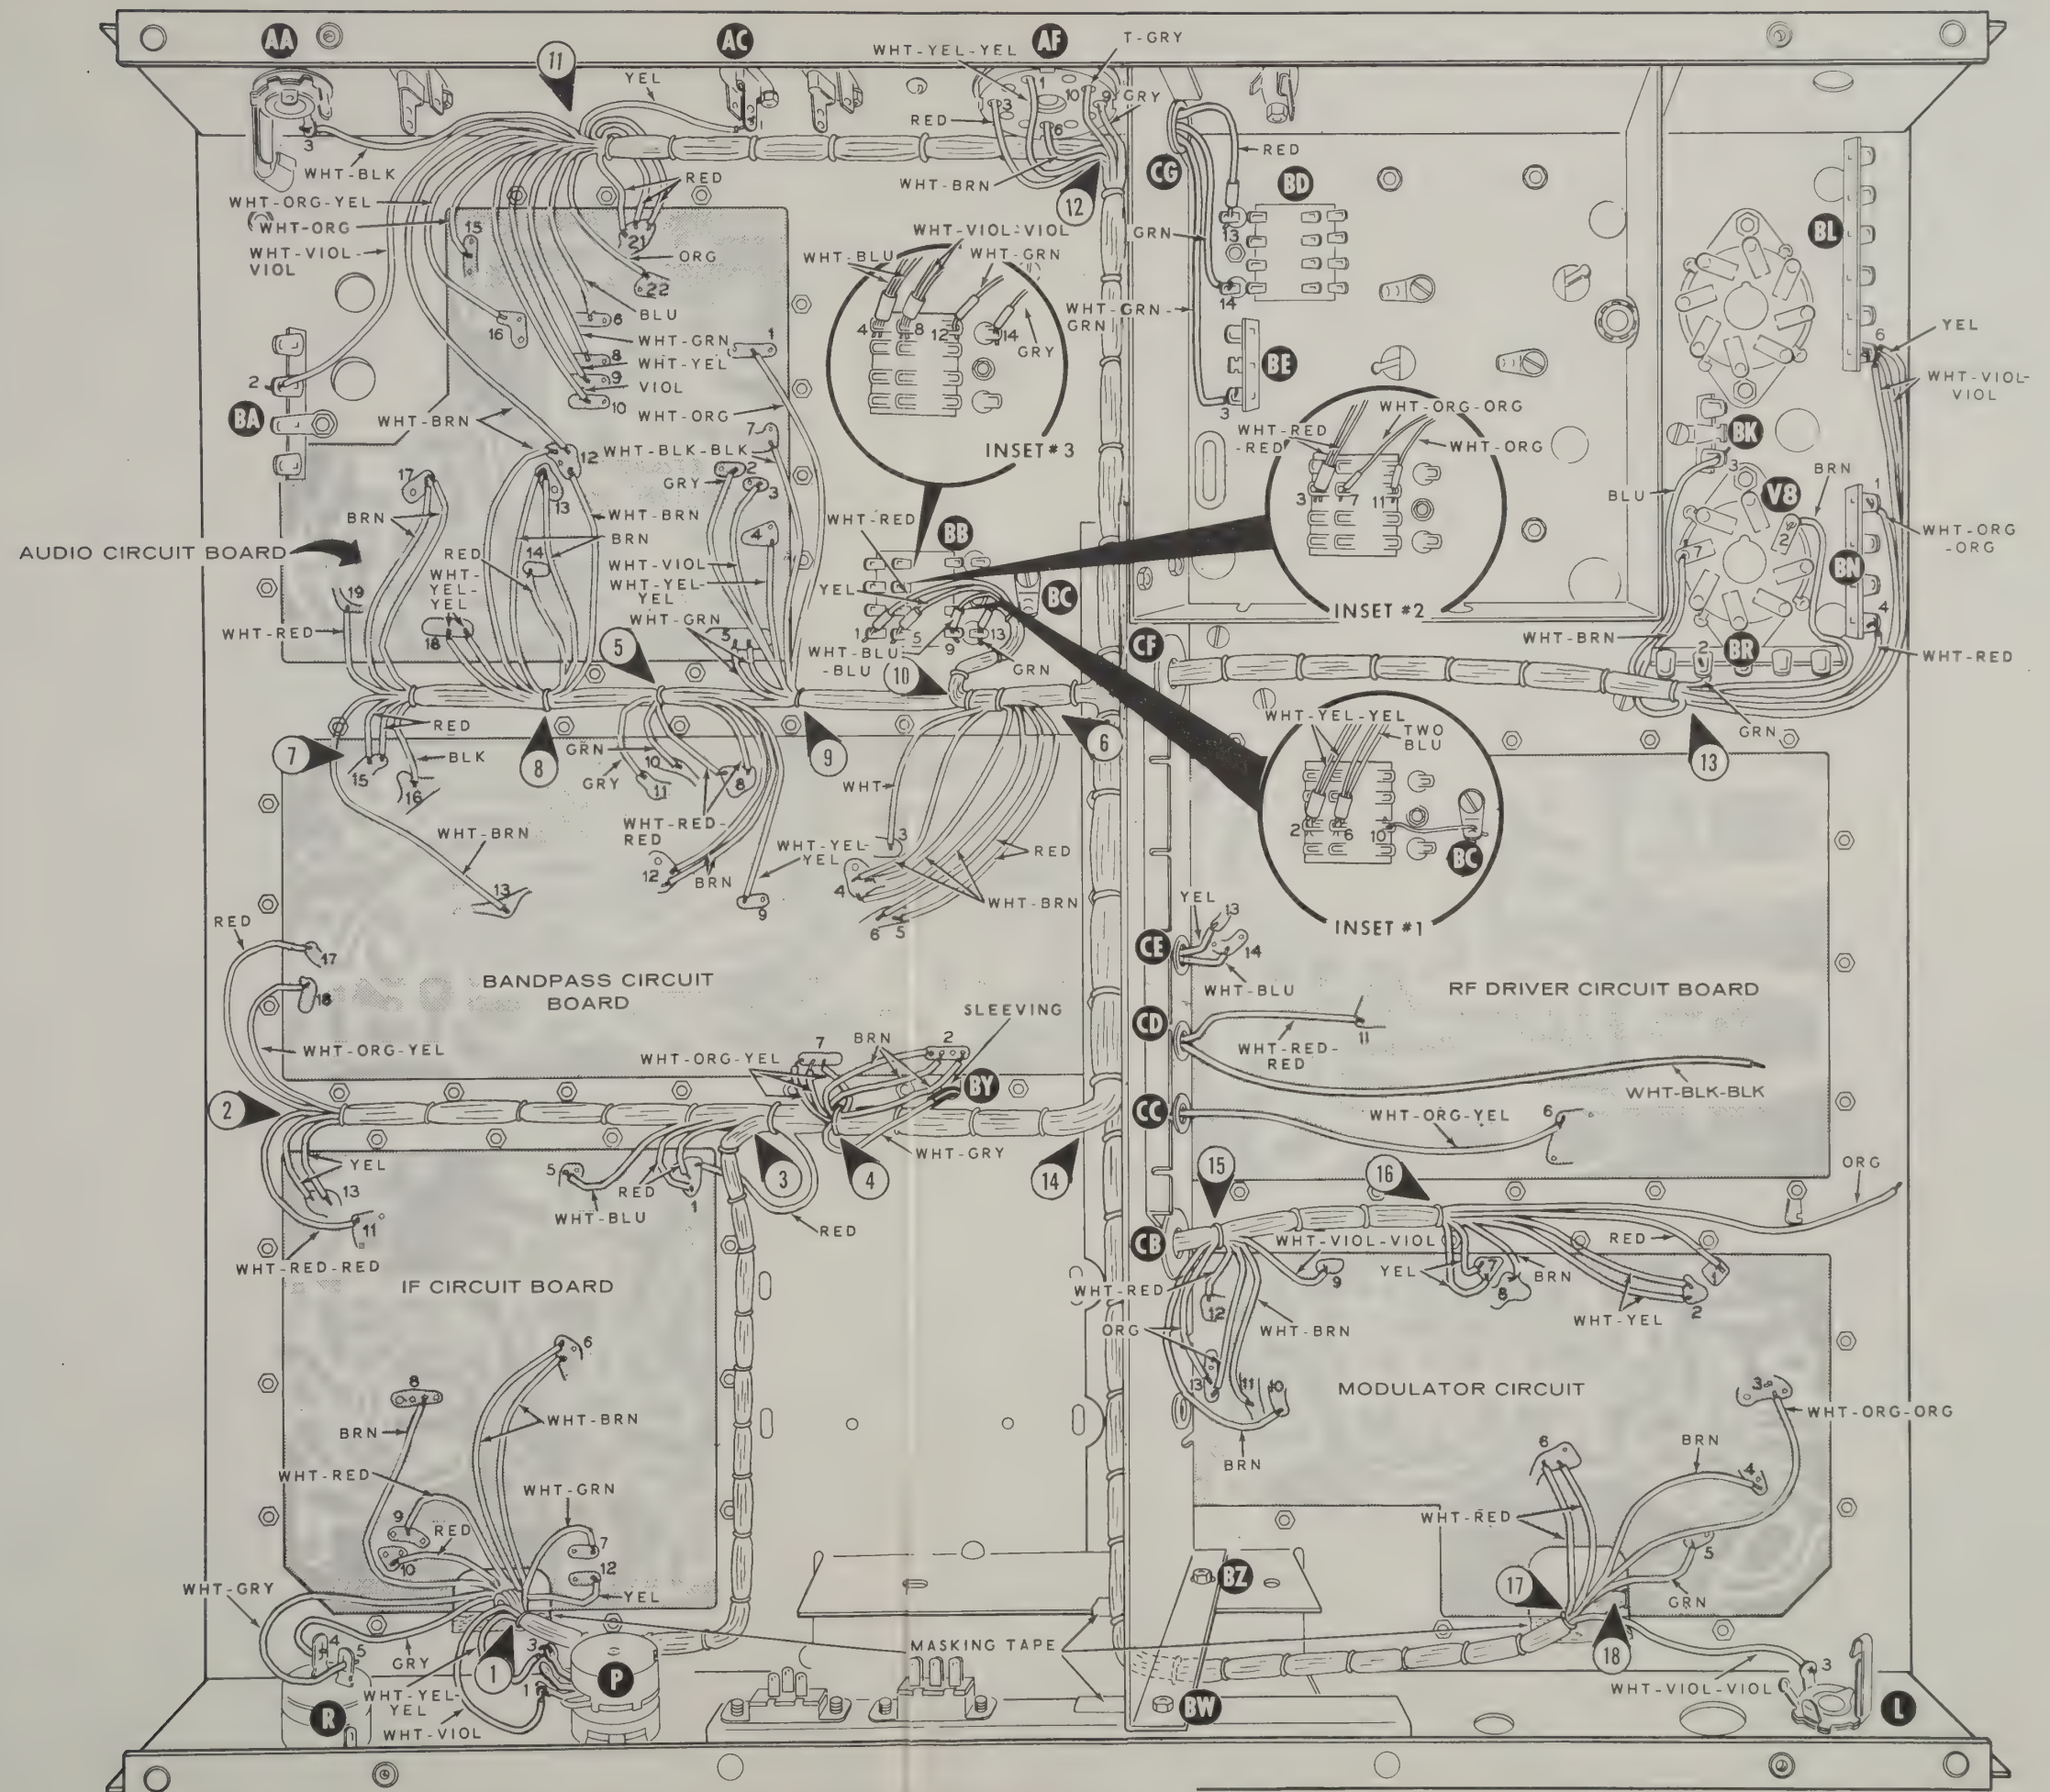 AA
11
AC
AF
WHT-YEL-YEL
T-GRY
YEL
1
10
9
GRY
3
RED
6
3
WHT-BLK
WHT-BRN
12
CG
RED
BD
13
GRN
14
WHT-GRN-
GRN
BE
3
BL
6
YEL
WHT-VIOL-
VIOL
WHT-ORG-YEL
WHT-ORG
WHT-VIOL-
VIOL
15
RED
21
ORG
22
16
6
BLU
WHT-GRN
8
WHT-YEL
9
VIOL
10
1
WHT-ORG
2
BA
WHT-BRN
12
WHT-BLK-BLK
7
2
GRY
3
4
WHT-VIOL-VIOL
WHT-BLU
WHT-GRN
4
8
12
14
GRY
INSET #3
WHT-ORG-ORG
WHT-RED
-RED
WHT-ORG
3
7
11
INSET #2
BK
3
BLU
V8
BRN
2
7
1
WHT-ORG
-ORG
BN
4
WHT-BRN
2
BR
WHT-RED
GRN
13
AUDIO CIRCUIT BOARD
17
BRN
13
WHT-BRN
BRN
14
RED
WHT-
YEL-
YEL
WHT-VIOL
WHT-YEL-
YEL
WHT-GRN
19
WHT-RED
18
5
5
WHT-RED
BB
YEL
BC
1
5
9
13
WHT-BLU
-BLU
GRN
10
CF
7
RED
BLK
15
16
8
GRN
GRY
10
11
8
9
6
WHT
WHT-BRN
13
WHT-RED-
RED
12
BRN
WHT-YEL-
YEL
9
3
RED
4
WHT-BRN
6
5
WHT-YEL-YEL
TWO
BLU
2
6
10
BC
INSET #1
RED
17
18
BANDPASS CIRCUIT
BOARD
WHT-ORG-YEL
SLEEVING
WHT-ORG-YEL
7
BRN
2
BY
2
YEL
13
11
WHT-RED-RED
5
RED
WHT-BLU
1
3
4
WHT-GRY
RED
14
YEL
13
CE
14
WHT-BLU
RF DRIVER CIRCUIT BOARD
CD
11
WHT-RED-
RED
WHT-BLK-BLK
CC
WHT-ORG-YEL
6
15
16
ORG
CB
WHT-VIOL-VIOL
RED
WHT-RED
9
YEL
7
BRN
8
12
WHT-YEL
2
ORG
WHT-BRN
13
11
10
BRN
MODULATOR CIRCUIT
3
WHT-ORG-ORG
IF CIRCUIT BOARD
6
8
BRN
WHT-BRN
WHT-RED
WHT-GRN
9
RED
10
7
12
YEL
WHT-GRY
4
5
GRY
1
3
1
P
WHT-YEL-
YEL
WHT-VIOL
R
MASKING TAPE
BZ
BW
6
BRN
4
WHT-RED
5
17
GRN
18
3
WHT-VIOL-VIOL
L